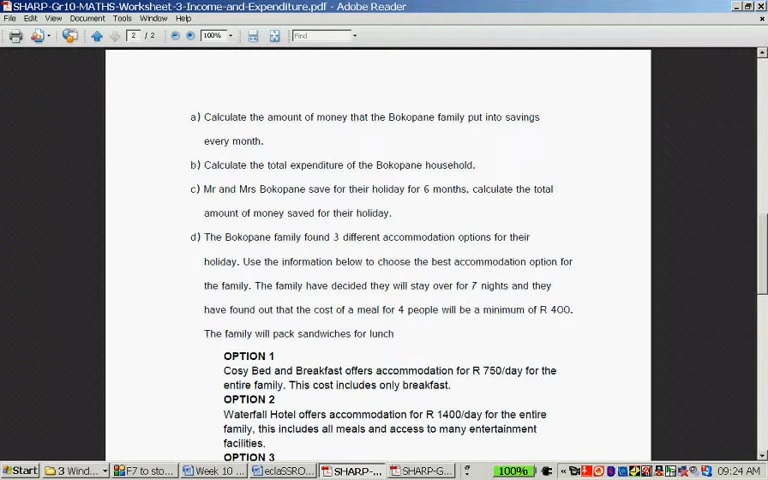 SHARP-Gr10-MATHS-Worksheet-3-Income-and-Expenditure.pdf - Adobe Reader
File Edit View Document Tools Window Help
2 / 2 100% Find
a) Calculate the amount of money that the Bokopane family put into savings
every month.
b) Calculate the total expenditure of the Bokopane household.
c) Mr and Mrs Bokopane save for their holiday for 6 months, calculate the total
amount of money saved for their holiday.
d) The Bokopane family found 3 different accommodation options for their
holiday. Use the information below to choose the best accommodation option for
the family. The family have decided they will stay over for 7 nights and they
have found out that the cost of a meal for 4 people will be a minimum of R 400.
The family will pack sandwiches for lunch
OPTION 1
Cosy Bed and Breakfast offers accommodation for R 750/day for the
entire family. This cost includes only breakfast.
OPTION 2
Waterfall Hotel offers accommodation for R 1400/day for the entire
family, this includes all meals and access to many entertainment
facilities.
OPTION 3
Start 3 Wind... F7 to sto... Week 10 ... eclaSSRO... SHARP-... SHARP-G... 100% 09:24 AM